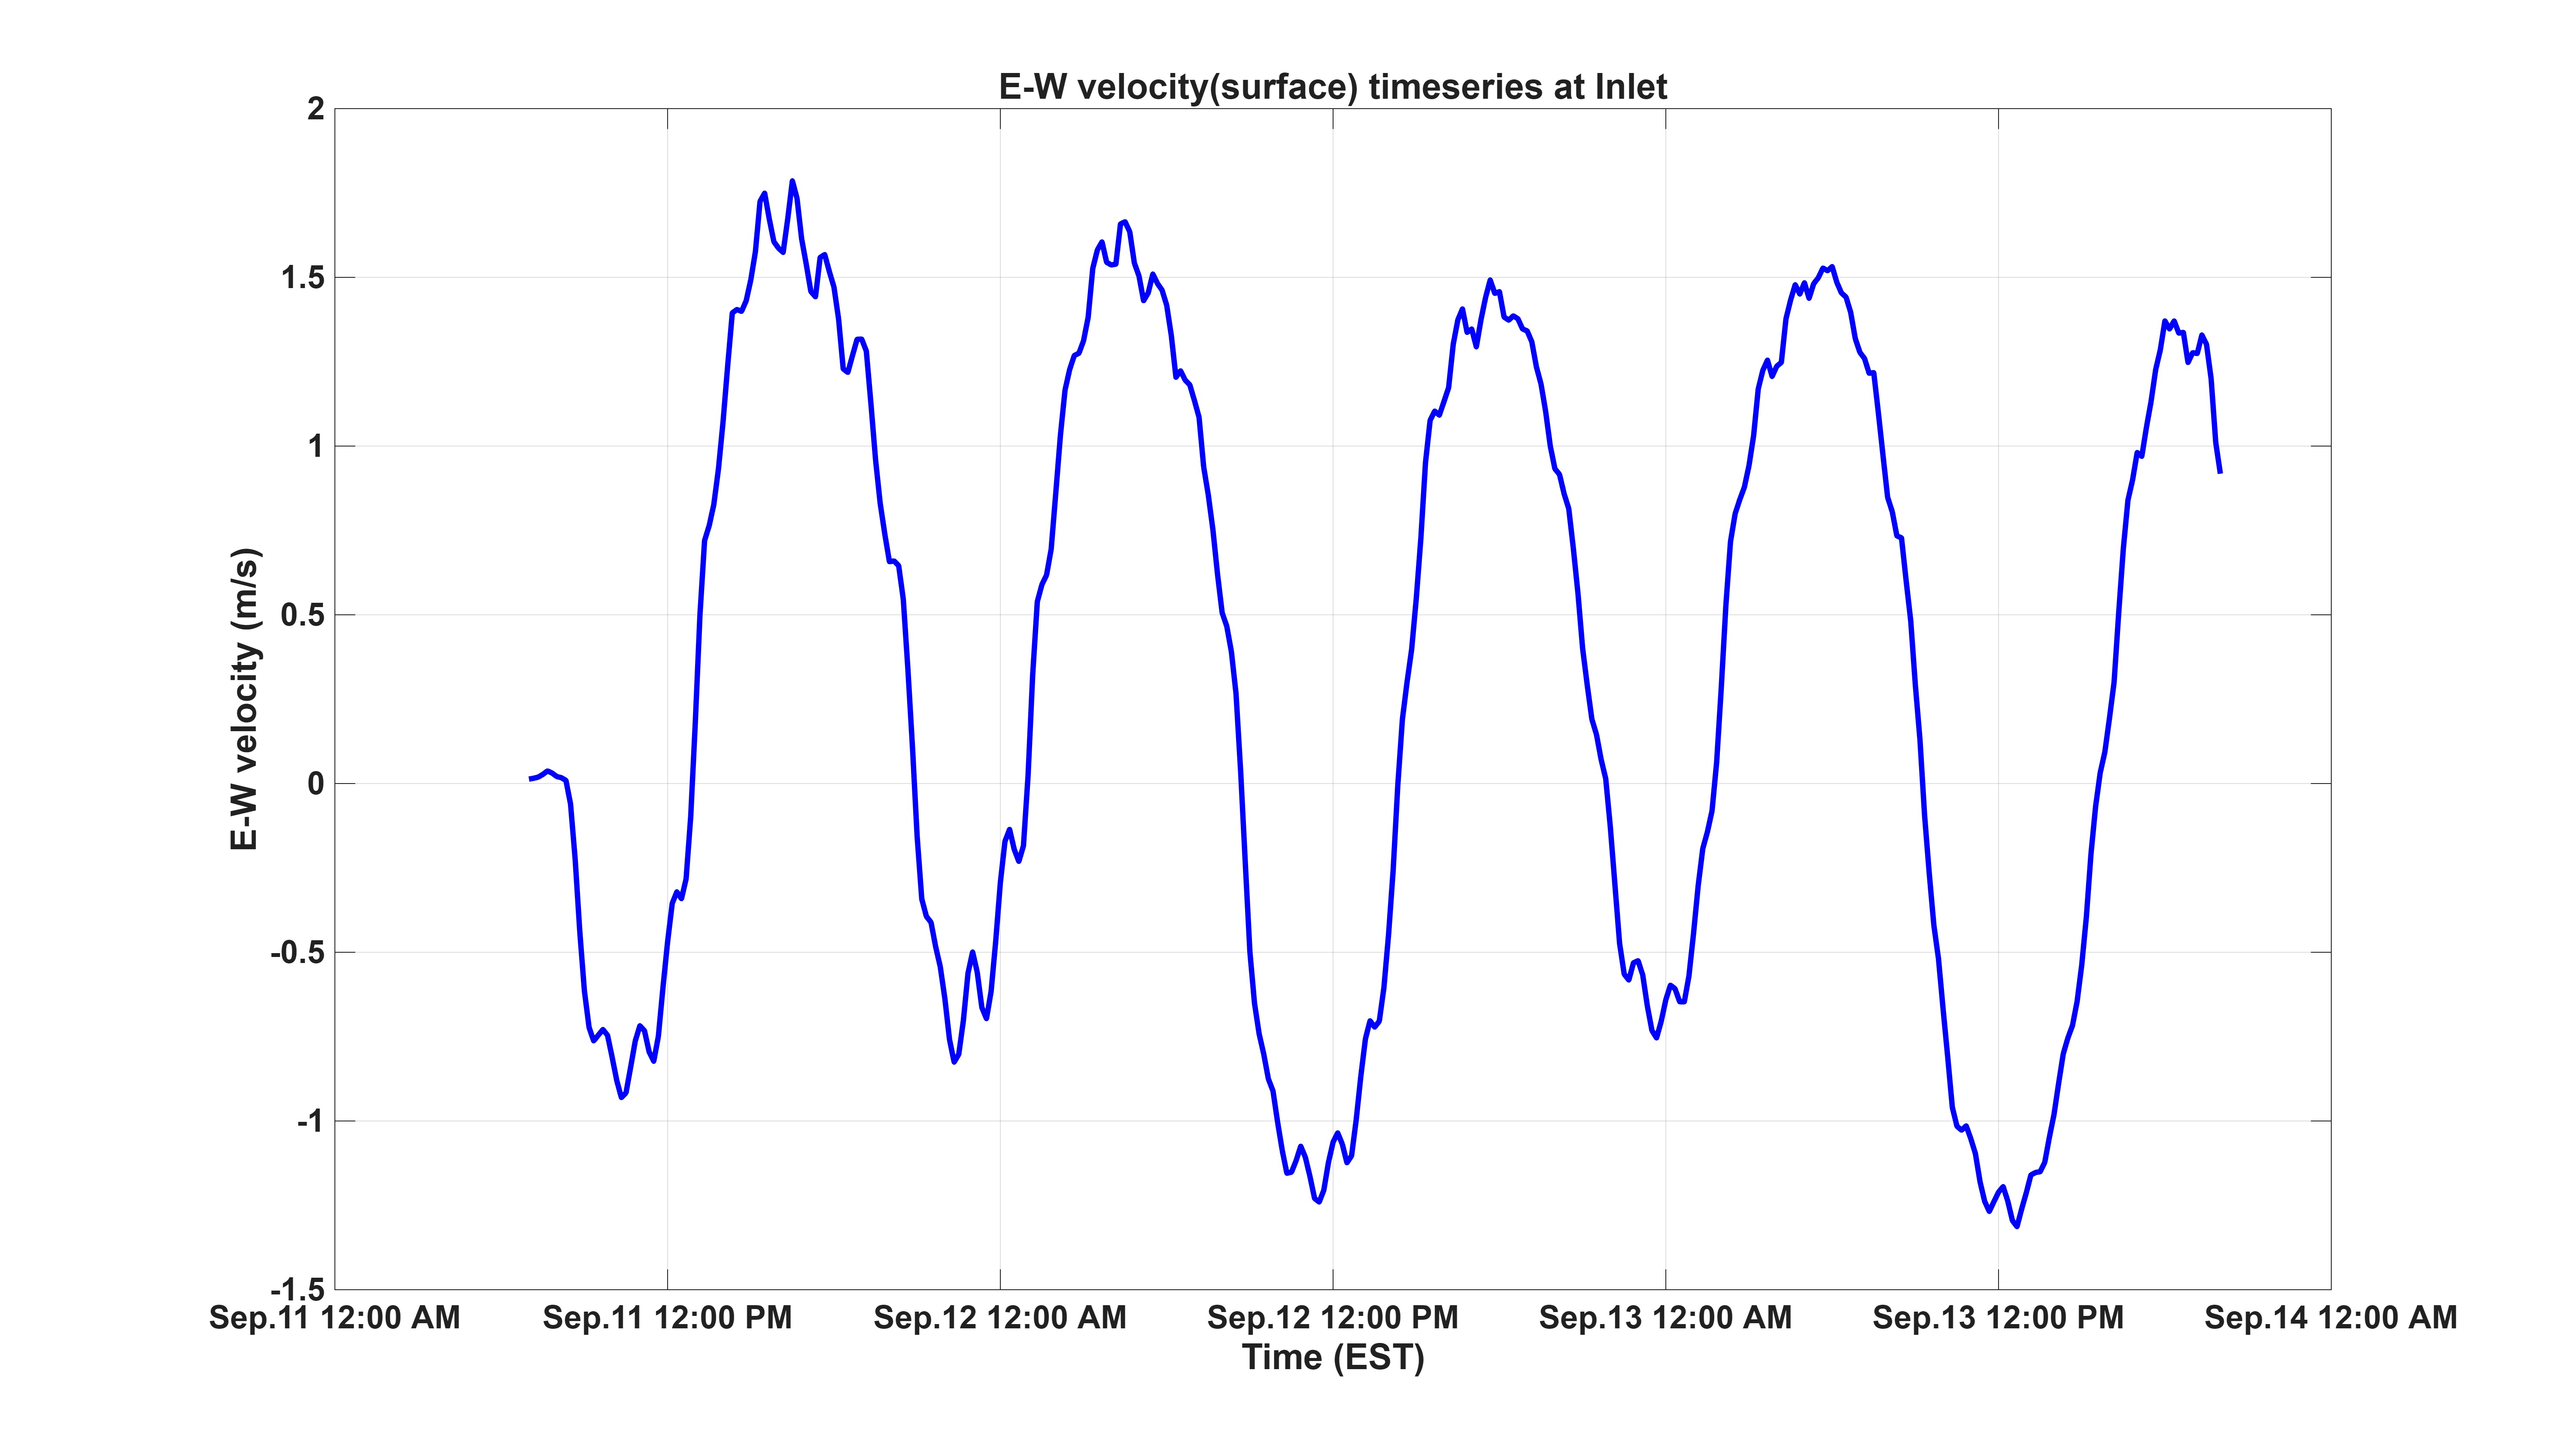 E-W velocity(surface) timeseries at Inlet
2
1.5
1
0.5
0
-0.5
-1
-1.5
E-W velocity (m/s)
Sep.11 12:00 AM Sep.11 12:00 PM Sep.12 12:00 AM Sep.12 12:00 PM Sep.13 12:00 AM Sep.13 12:00 PM Sep.14 12:00 AM
Time (EST)